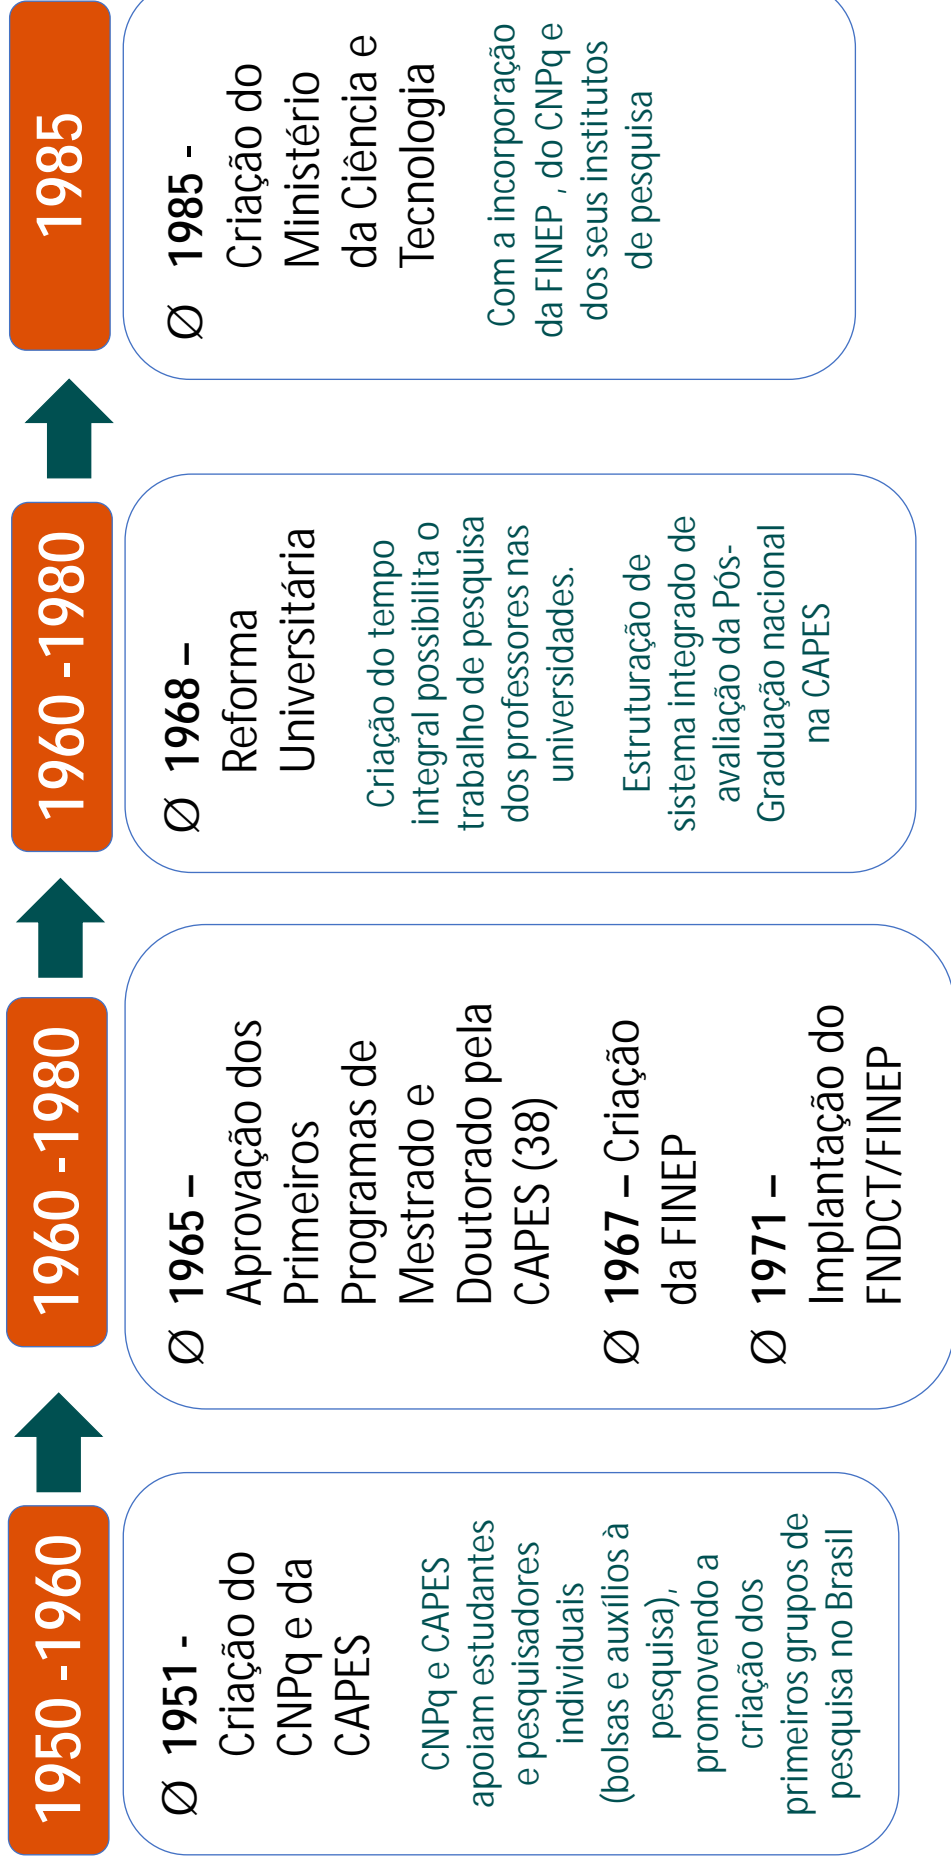 1950 -1960
Ø 1951 -
Criação do
CNPq e da
CAPES
CNPq e CAPES
apoiam estudantes
e pesquisadores
individuais
(bolsas e auxílios à
pesquisa),
promovendo a
criação dos
primeiros grupos de
pesquisa no Brasil
1960 -1980
Ø 1965 –
Aprovação dos
Primeiros
Programas de
Mestrado e
Doutorado pela
CAPES (38)
Ø 1967 – Criação
da FINEP
Ø 1971 –
Implantação do
FNDCT/FINEP
1960 -1980
Ø 1968 –
Reforma
Universitária
Criação do tempo
integral possibilita o
trabalho de pesquisa
dos professores nas
universidades.
Estruturação de
sistema integrado de
avaliação da Pós-
Graduação nacional
na CAPES
1985
Ø 1985 -
Criação do
Ministério
da Ciência e
Tecnologia
Com a incorporação
da FINEP , do CNPq e
dos seus institutos
de pesquisa